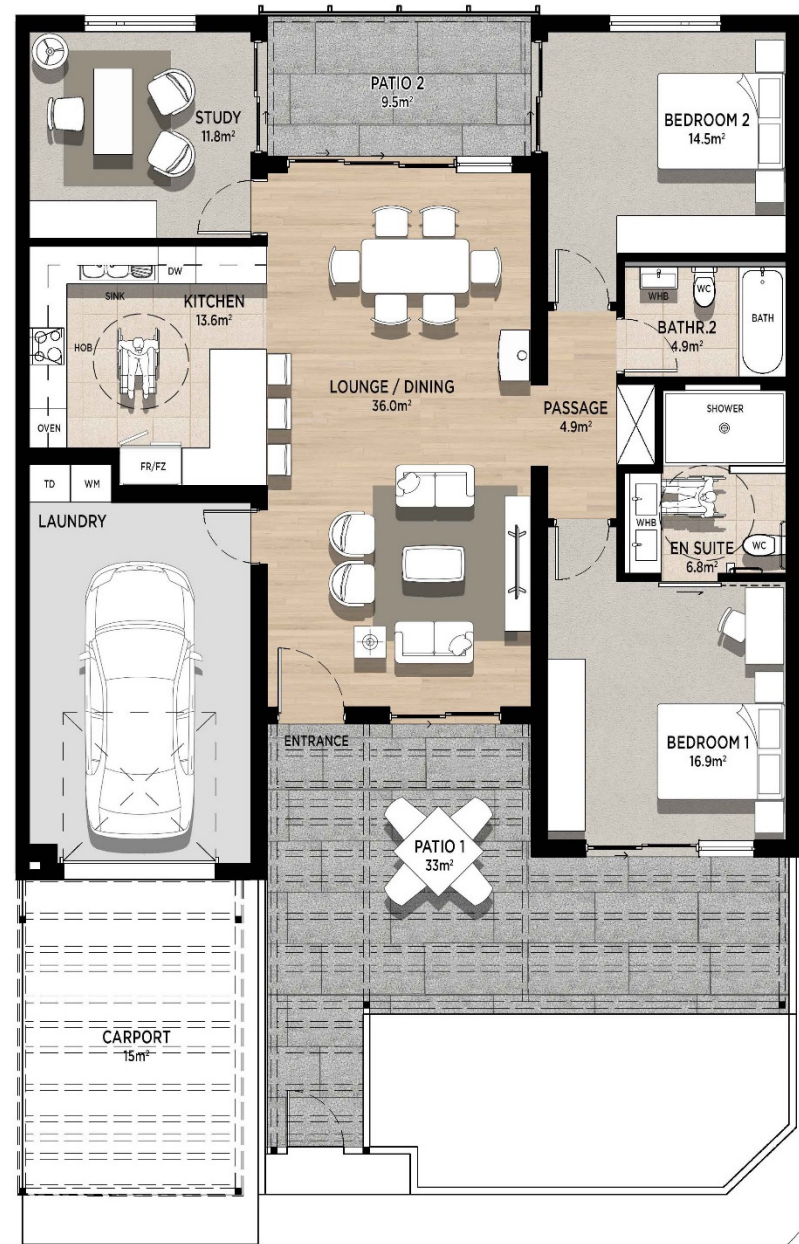 PATIO 2
9.5m²
STUDY
11.8m²
BEDROOM 2
14.5m²
DW
SINK
KITCHEN
13.6m²
HOB
OVEN
FR/FZ
WHB
WC
BATH
BATHR.2
4.9m²
LOUNGE / DINING
36.0m²
PASSAGE
4.9m²
SHOWER
TD
WM
LAUNDRY
WHB
WC
EN SUITE
6.8m²
ENTRANCE
BEDROOM 1
16.9m²
PATIO 1
33m²
CARPORT
15m²